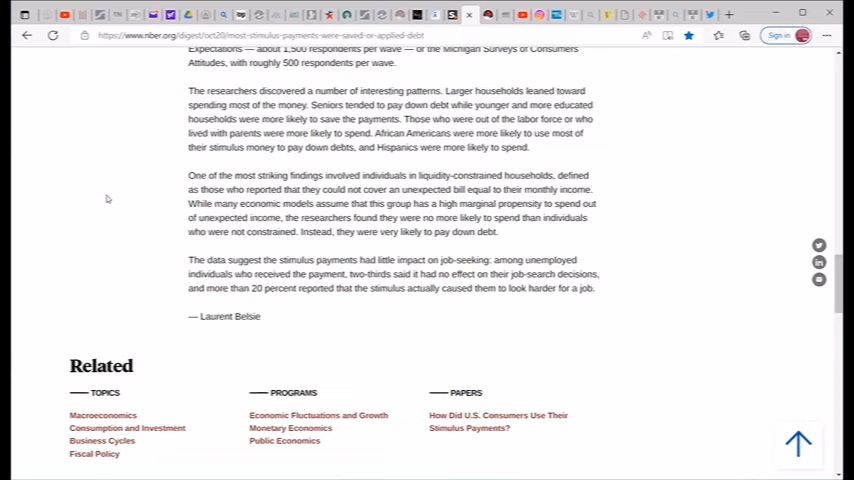 https://www.nber.org/digest/oct20/most-stimulus-payments-were-saved-or-applied-debt
Sign in
Expectations — about 1,500 respondents per wave — or the Michigan Surveys of Consumers
Attitudes, with roughly 500 respondents per wave.
The researchers discovered a number of interesting patterns. Larger households leaned toward
spending most of the money. Seniors tended to pay down debt while younger and more educated
households were more likely to save the payments. Those who were out of the labor force or who
lived with parents were more likely to spend. African Americans were more likely to use most of
their stimulus money to pay down debts, and Hispanics were more likely to spend.
One of the most striking findings involved individuals in liquidity-constrained households, defined
as those who reported that they could not cover an unexpected bill equal to their monthly income.
While many economic models assume that this group has a high marginal propensity to spend out
of unexpected income, the researchers found they were no more likely to spend than individuals
who were not constrained. Instead, they were very likely to pay down debt.
The data suggest the stimulus payments had little impact on job-seeking: among unemployed
individuals who received the payment, two-thirds said it had no effect on their job-search decisions,
and more than 20 percent reported that the stimulus actually caused them to look harder for a job.
— Laurent Belsie
Related
TOPICS
Macroeconomics
Consumption and Investment
Business Cycles
Fiscal Policy
PROGRAMS
Economic Fluctuations and Growth
Monetary Economics
Public Economics
PAPERS
How Did U.S. Consumers Use Their
Stimulus Payments?